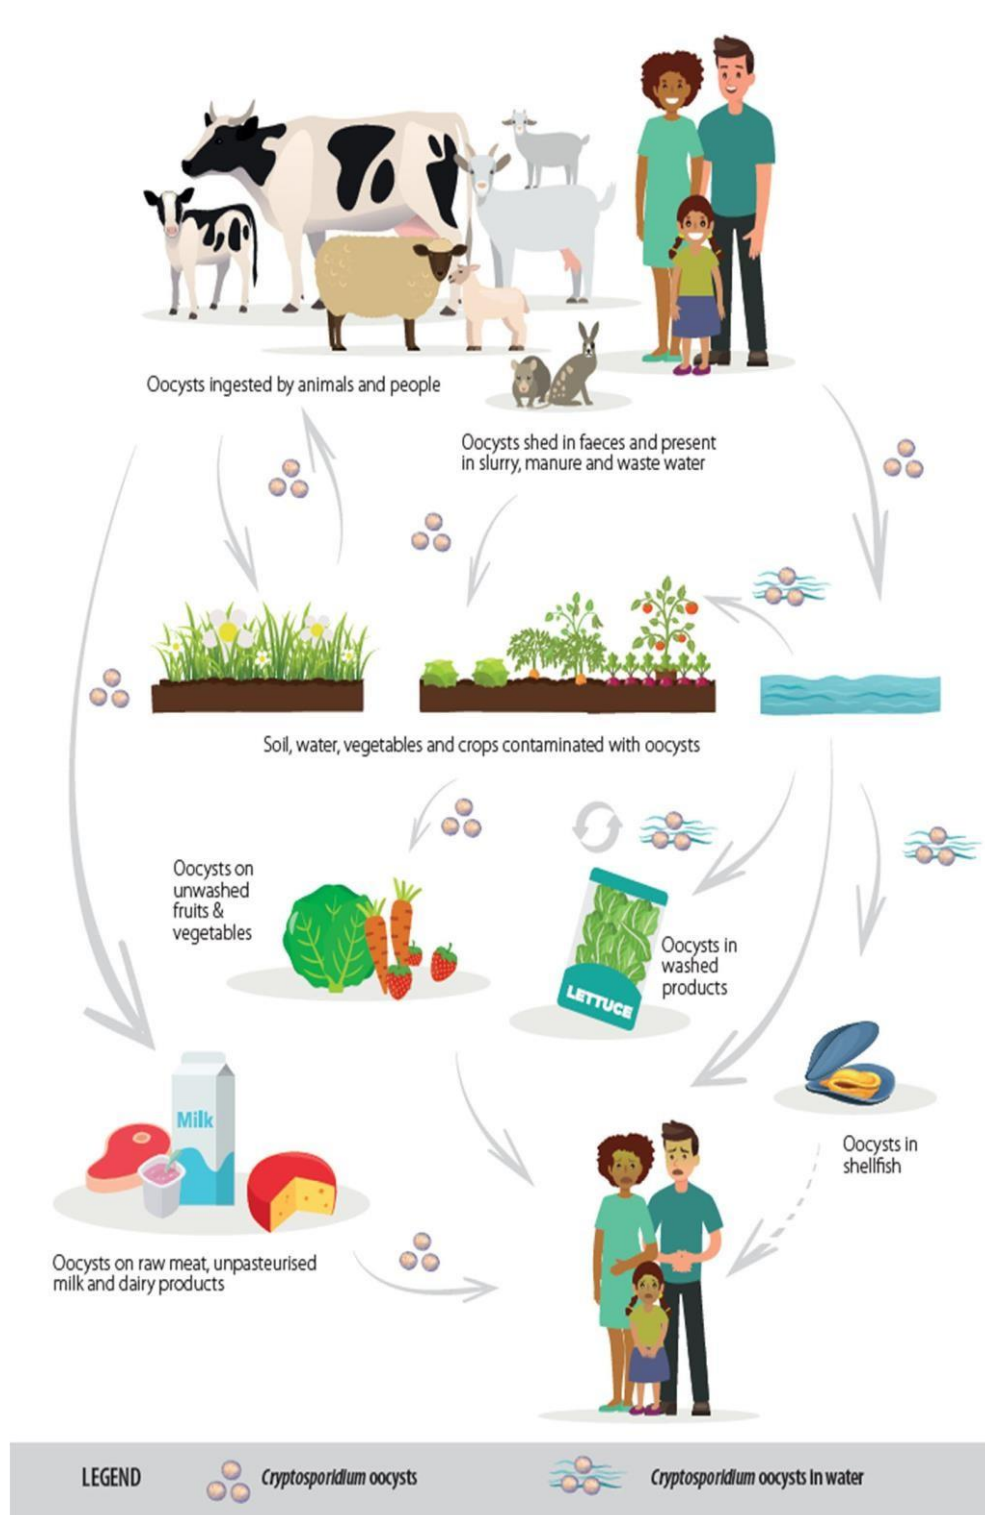 Oocysts ingested by animals and people
Oocysts shed in faeces and present
in slurry, manure and waste water
Soil, water, vegetables and crops contaminated with oocysts
Oocysts on
unwashed
fruits &
vegetables
LETTUCE
Oocysts in
washed
products
Milk
Oocysts in
shellfish
Oocysts on raw meat, unpasteurised
milk and dairy products
LEGEND
Cryptosporidium oocysts
Cryptosporidium oocysts in water